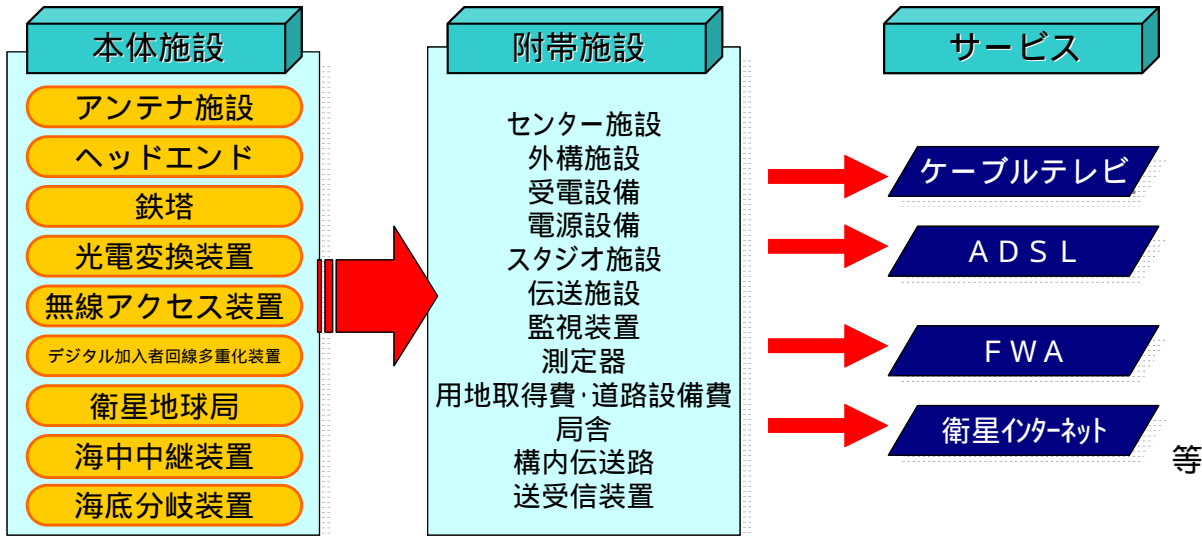 本体施設
アンテナ施設
ヘッドエンド
鉄塔
光電変換装置
無線アクセス装置
デジタル加入者回線多重化装置
衛星地球局
海中中継装置
海底分岐装置
附帯施設
センター施設
外構施設
受電設備
電源設備
スタジオ施設
伝送施設
監視装置
測定器
用地取得費・道路設備費
局舎
構内伝送路
送受信装置
サービス
ケーブルテレビ
ADSL
FWA
衛星インターネット
等